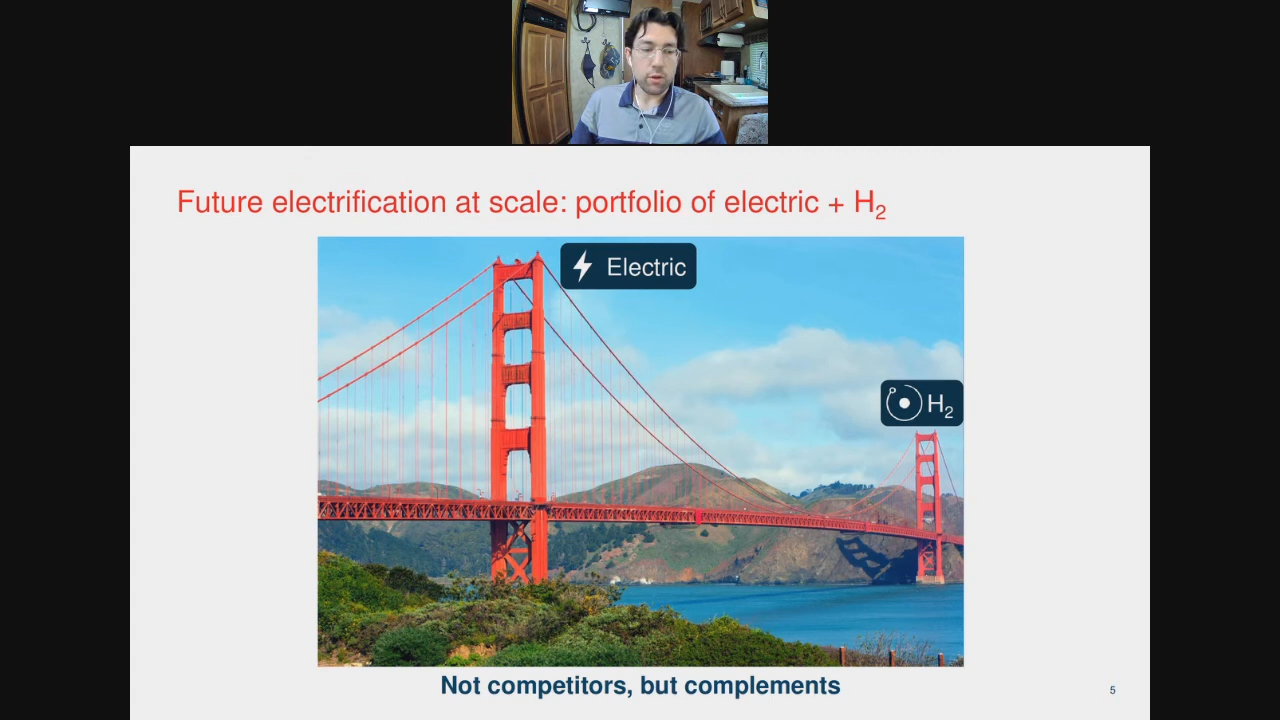 Future electrification at scale: portfolio of electric + H₂
Electric
H₂
Not competitors, but complements
5